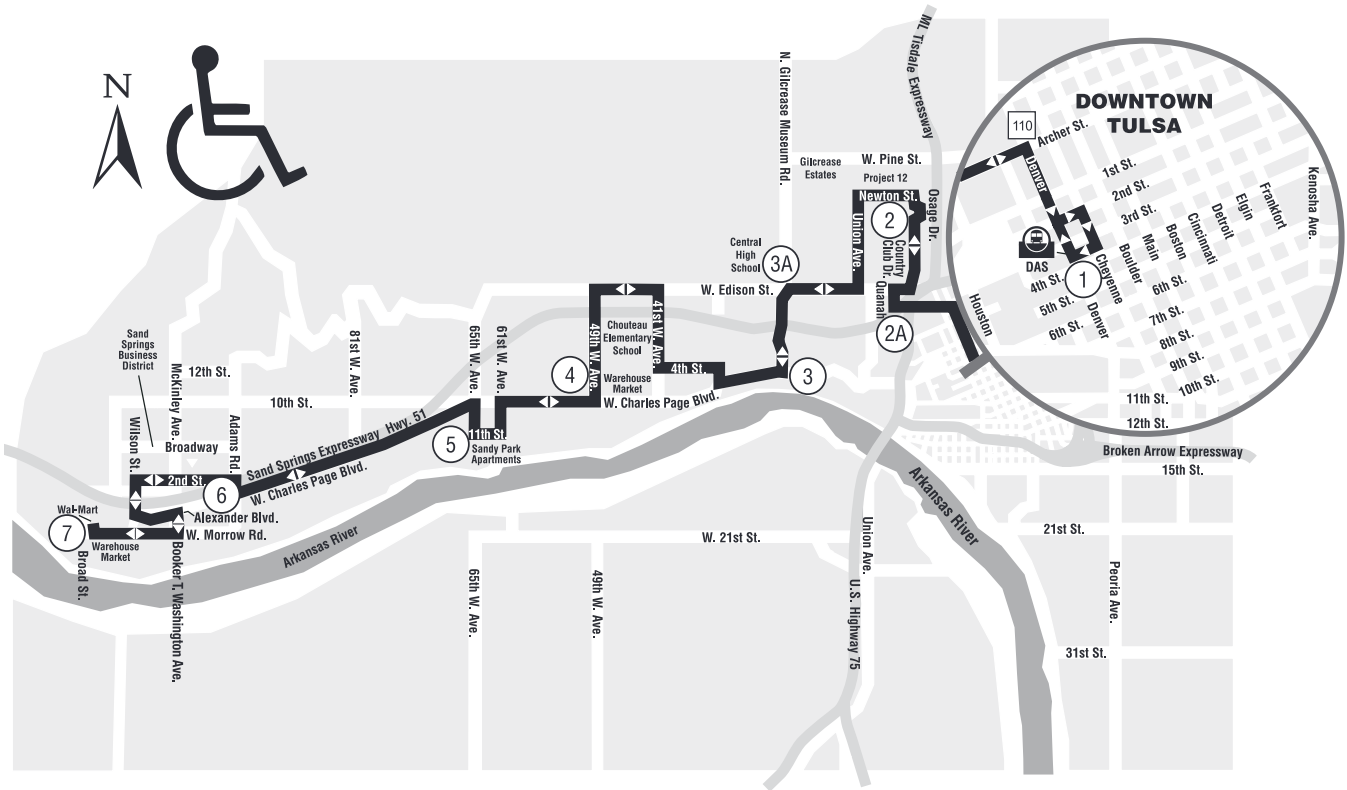 N
DOWNTOWN
TULSA
110
Archer St.
Denver
1st St.
2nd St.
3rd St.
Kenosha Ave.
Frankfort
Elgin
Detroit
Cincinnati
Boston
Main
Boulder
Cheyenne
Denver
DAS
1
4th St.
5th St.
6th St.
6th St.
7th St.
8th St.
9th St.
10th St.
Houston
11th St.
12th St.
Broken Arrow Expressway
15th St.
ML Tisdale Expressway
N. Gilcrease Museum Rd.
Gilcrease
Estates
W. Pine St.
Project 12
Newton St.
2
Osage Dr.
Union Ave.
Country
Club Dr.
Quanah
2A
Central
High
School
3A
W. Edison St.
3
49th W. Ave.
41st W. Ave.
Chouteau
Elementary
School
4
Warehouse
Market
4th St.
W. Charles Page Blvd.
81st W. Ave.
65th W. Ave.
61st W. Ave.
10th St.
11th St.
5
Sandy Park
Apartments
Sand
Springs
Business
District
McKinley Ave.
12th St.
Wilson St.
Broadway
Adams Rd.
Sand Springs Expressway Hwy. 51
W. Charles Page Blvd.
2nd St.
6
Alexander Blvd.
Wal-Mart
7
W. Morrow Rd.
Warehouse
Market
Broad St.
Booker T. Washington Ave.
Arkansas River
Arkansas River
W. 21st St.
21st St.
65th W. Ave.
49th W. Ave.
Union Ave.
U.S. Highway 75
Peoria Ave.
31st St.